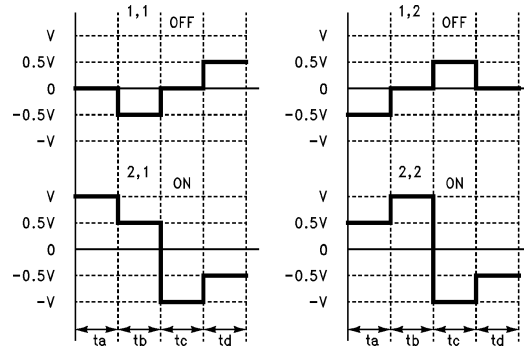 1,1 OFF
V
0.5V
0
-0.5V
-V
1,2 OFF
V
0.5V
0
-0.5V
-V
2,1 ON
V
0.5V
0
-0.5V
-V
ta tb tc td
2,2 ON
V
0.5V
0
-0.5V
-V
ta tb tc td